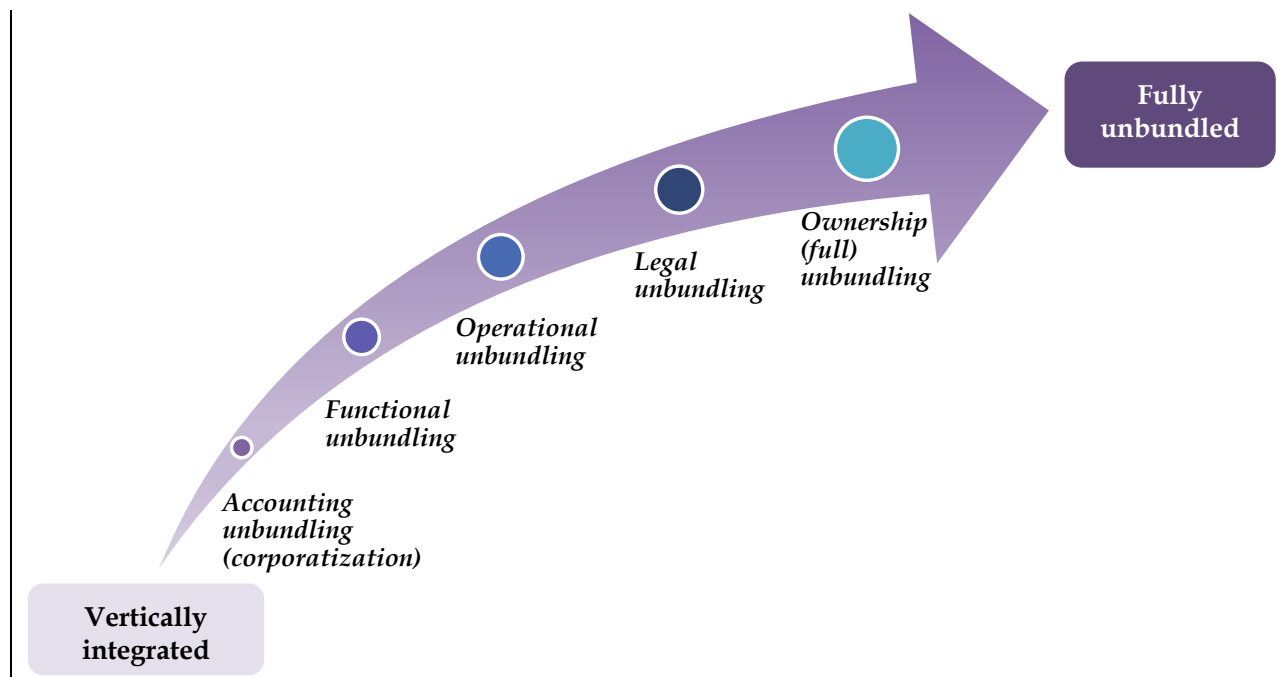 Fully
unbundled
Ownership
(full)
unbundling
Legal
unbundling
Operational
unbundling
Functional
unbundling
Accounting
unbundling
(corporatization)
Vertically
integrated